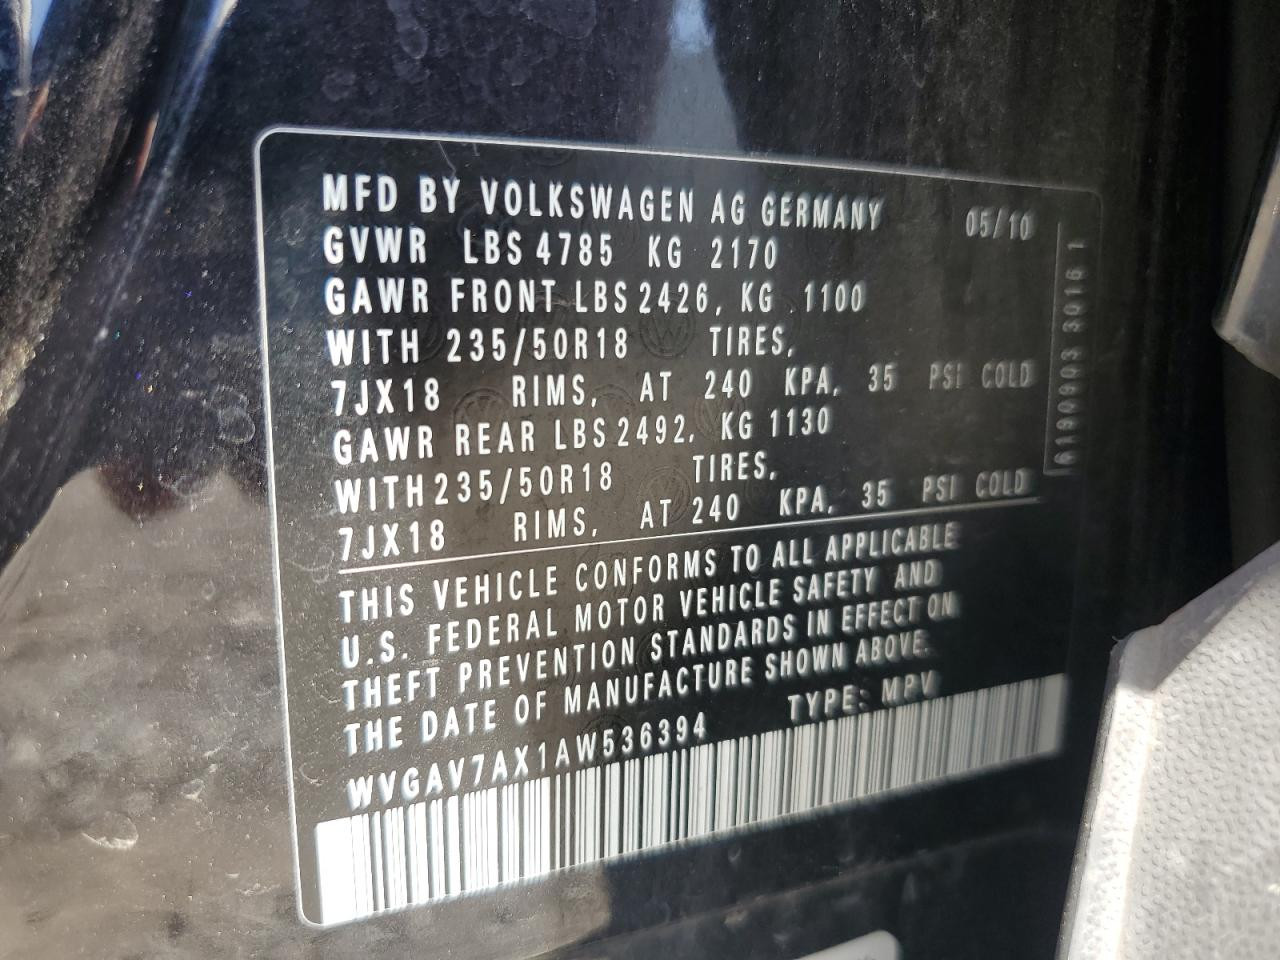 MFD BY VOLKSWAGEN AG GERMANY 05/10
GVWR LBS 4785 KG 2170
GAWR FRONT LBS 2426, KG 1100
WITH 235/50R18 TIRES,
7JX18 RIMS, AT 240 KPA, 35 PSI COLD
GAWR REAR LBS 2492, KG 1130
WITH 235/50R18 TIRES,
7JX18 RIMS, AT 240 KPA, 35 PSI COLD
THIS VEHICLE CONFORMS TO ALL APPLICABLE
U.S. FEDERAL MOTOR VEHICLE SAFETY AND
THEFT PREVENTION STANDARDS IN EFFECT ON
THE DATE OF MANUFACTURE SHOWN ABOVE.
WVGAV7AX1AW536394 TYPE: MPV